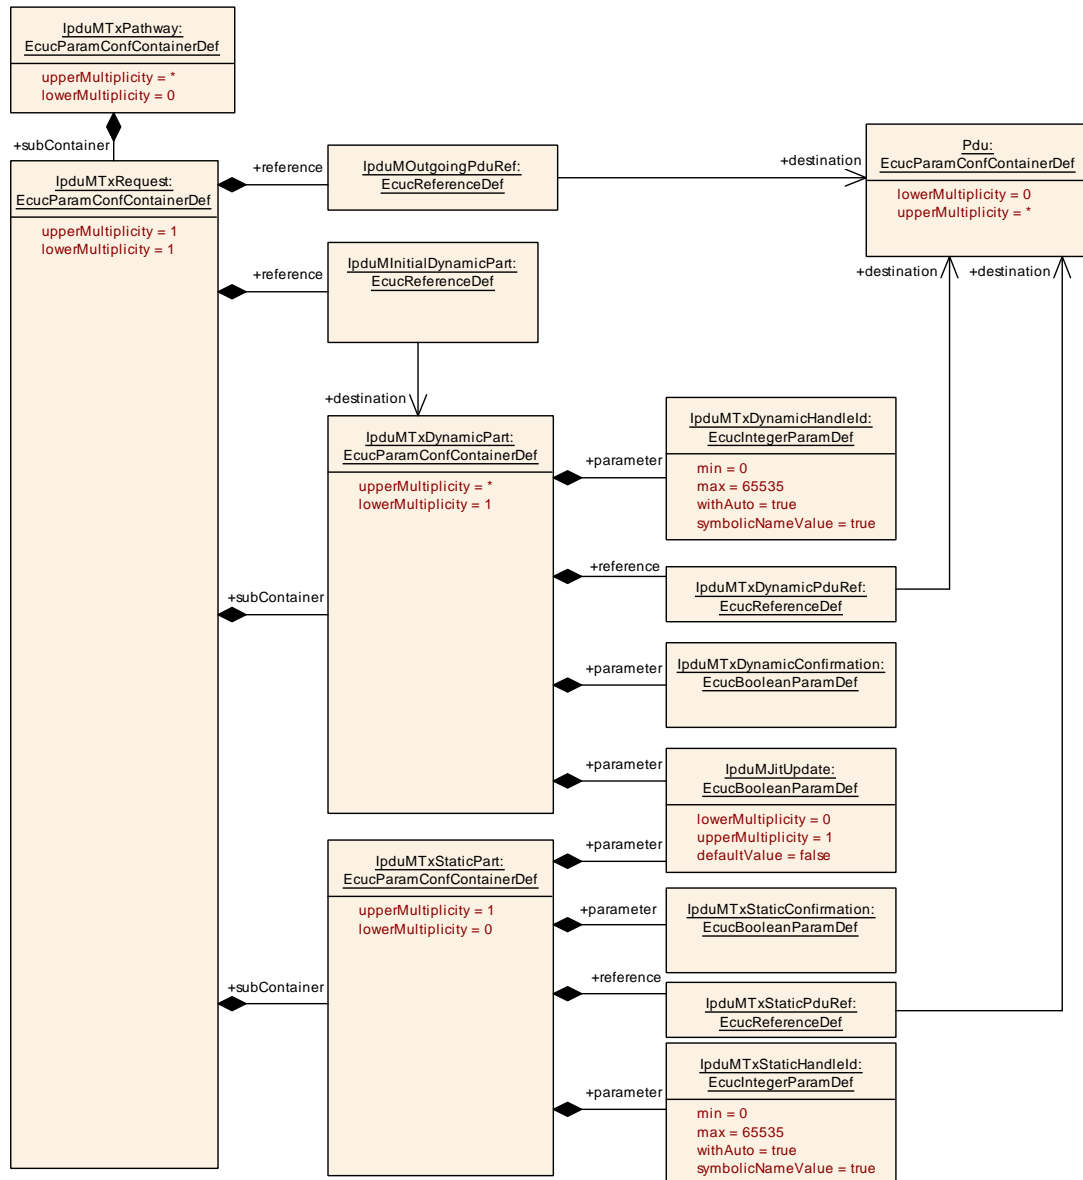 IpduMTxPathway:
EcucParamConfContainerDef
upperMultiplicity = *
lowerMultiplicity = 0
+subContainer
IpduMTxRequest:
EcucParamConfContainerDef
upperMultiplicity = 1
lowerMultiplicity = 1
+reference
IpduMOutgoingPduRef:
EcucReferenceDef
+destination
Pdu:
EcucParamConfContainerDef
lowerMultiplicity = 0
upperMultiplicity = *
+reference
IpduMInitialDynamicPart:
EcucReferenceDef
+destination
+destination
+destination
IpduMTxDynamicPart:
EcucParamConfContainerDef
upperMultiplicity = *
lowerMultiplicity = 1
+parameter
IpduMTxDynamicHandleId:
EcucIntegerParamDef
min = 0
max = 65535
withAuto = true
symbolicNameValue = true
+subContainer
+reference
IpduMTxDynamicPduRef:
EcucReferenceDef
+parameter
IpduMTxDynamicConfirmation:
EcucBooleanParamDef
+parameter
IpduMJitUpdate:
EcucBooleanParamDef
lowerMultiplicity = 0
upperMultiplicity = 1
defaultValue = false
+parameter
IpduMTxStaticPart:
EcucParamConfContainerDef
upperMultiplicity = 1
lowerMultiplicity = 0
+parameter
IpduMTxStaticConfirmation:
EcucBooleanParamDef
+subContainer
+reference
IpduMTxStaticPduRef:
EcucReferenceDef
+parameter
IpduMTxStaticHandleId:
EcucIntegerParamDef
min = 0
max = 65535
withAuto = true
symbolicNameValue = true